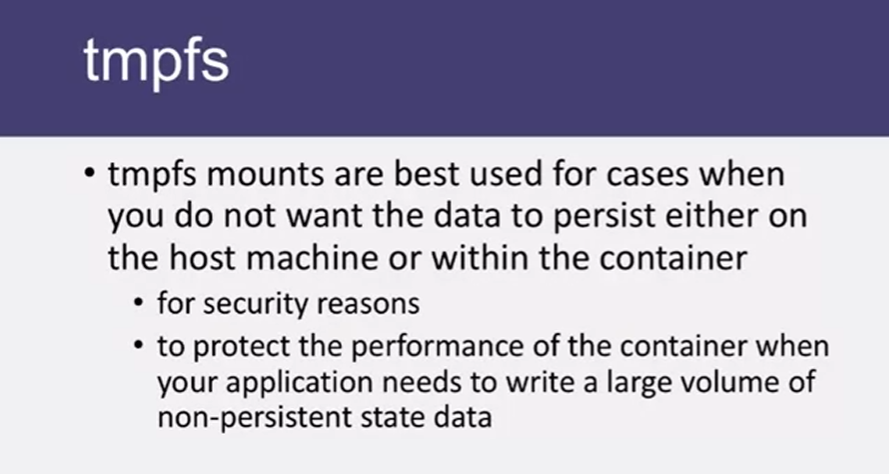 tmpfs
• tmpfs mounts are best used for cases when
you do not want the data to persist either on
the host machine or within the container
• for security reasons
• to protect the performance of the container when
your application needs to write a large volume of
non-persistent state data